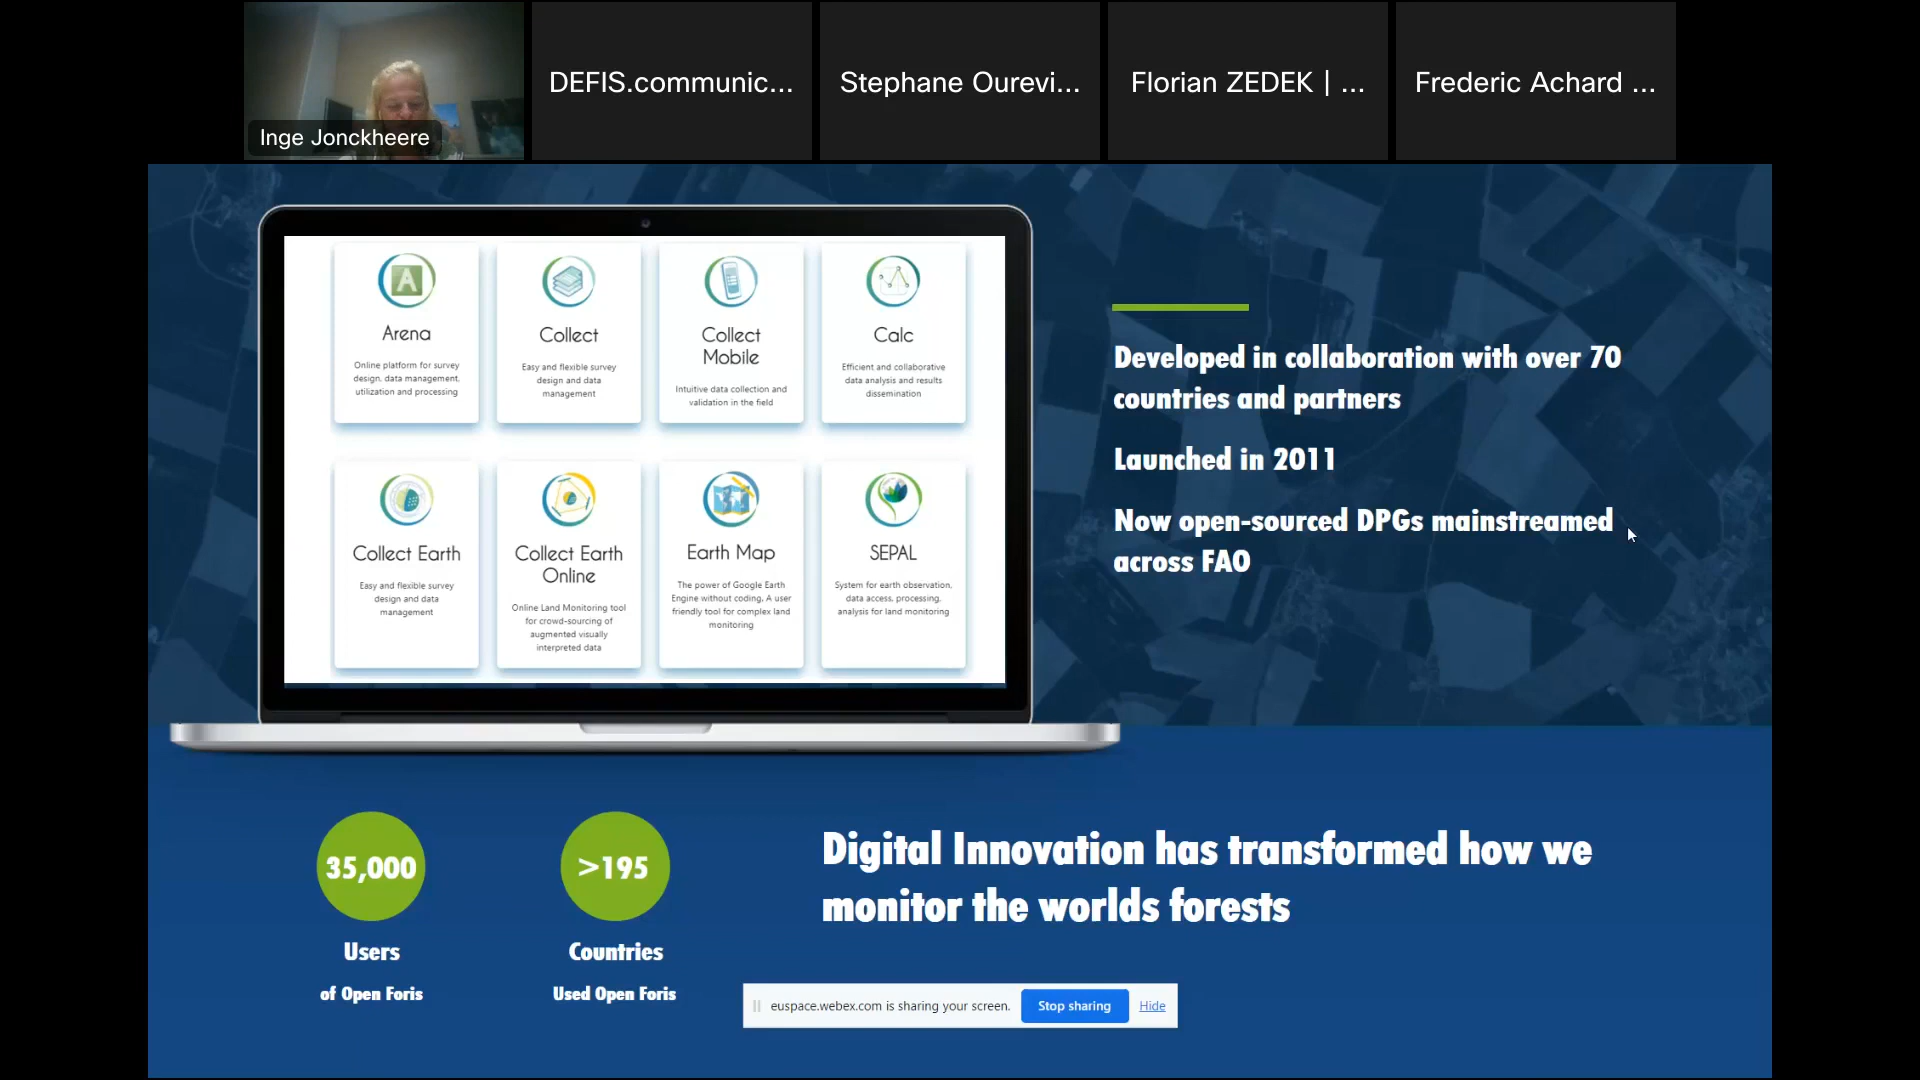 Inge Jonckheere
DEFIS.communic...
Stephane Ourevi...
Florian ZEDEK | ...
Frederic Achard ...
A
Arena
Online platform for survey
design, data management,
utilization and processing
Collect
Easy and flexible survey
design and data
management
Collect
Mobile
Intuitive data collection and
validation in the field
Calc
Efficient and collaborative
data analysis and results
dissemination
Collect Earth
Easy and flexible survey
design and data
management
Collect Earth
Online
Online Land Monitoring tool
for crowd-sourcing of
augmented visually
interpreted data
Earth Map
The power of Google Earth
Engine without coding, A user
friendly tool for complex land
monitoring
SEPAL
System for earth observation,
data access, processing,
analysis for land monitoring
Developed in collaboration with over 70
countries and partners
Launched in 2011
Now open-sourced DPGs mainstreamed
across FAO
35,000
Users
of Open Foris
>195
Countries
Used Open Foris
Digital Innovation has transformed how we
monitor the worlds forests
euspace.webex.com is sharing your screen.
Stop sharing
Hide